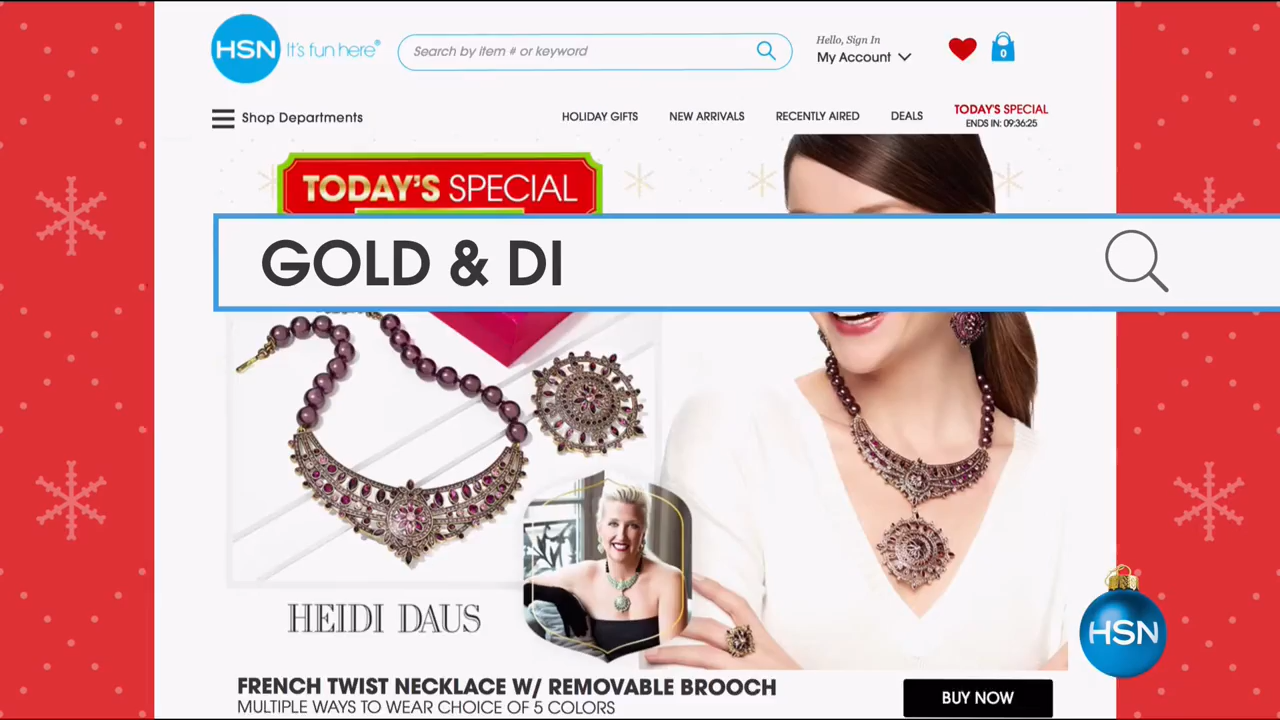 HSN It's fun here®
Search by item # or keyword
Hello, Sign In
My Account
0
Shop Departments
HOLIDAY GIFTS
NEW ARRIVALS
RECENTLY AIRED
DEALS
TODAY'S SPECIAL
ENDS IN: 09:36:25
TODAY'S SPECIAL
GOLD & DI
HEIDI DAUS
HSN
FRENCH TWIST NECKLACE W/ REMOVABLE BROOCH
MULTIPLE WAYS TO WEAR CHOICE OF 5 COLORS
BUY NOW